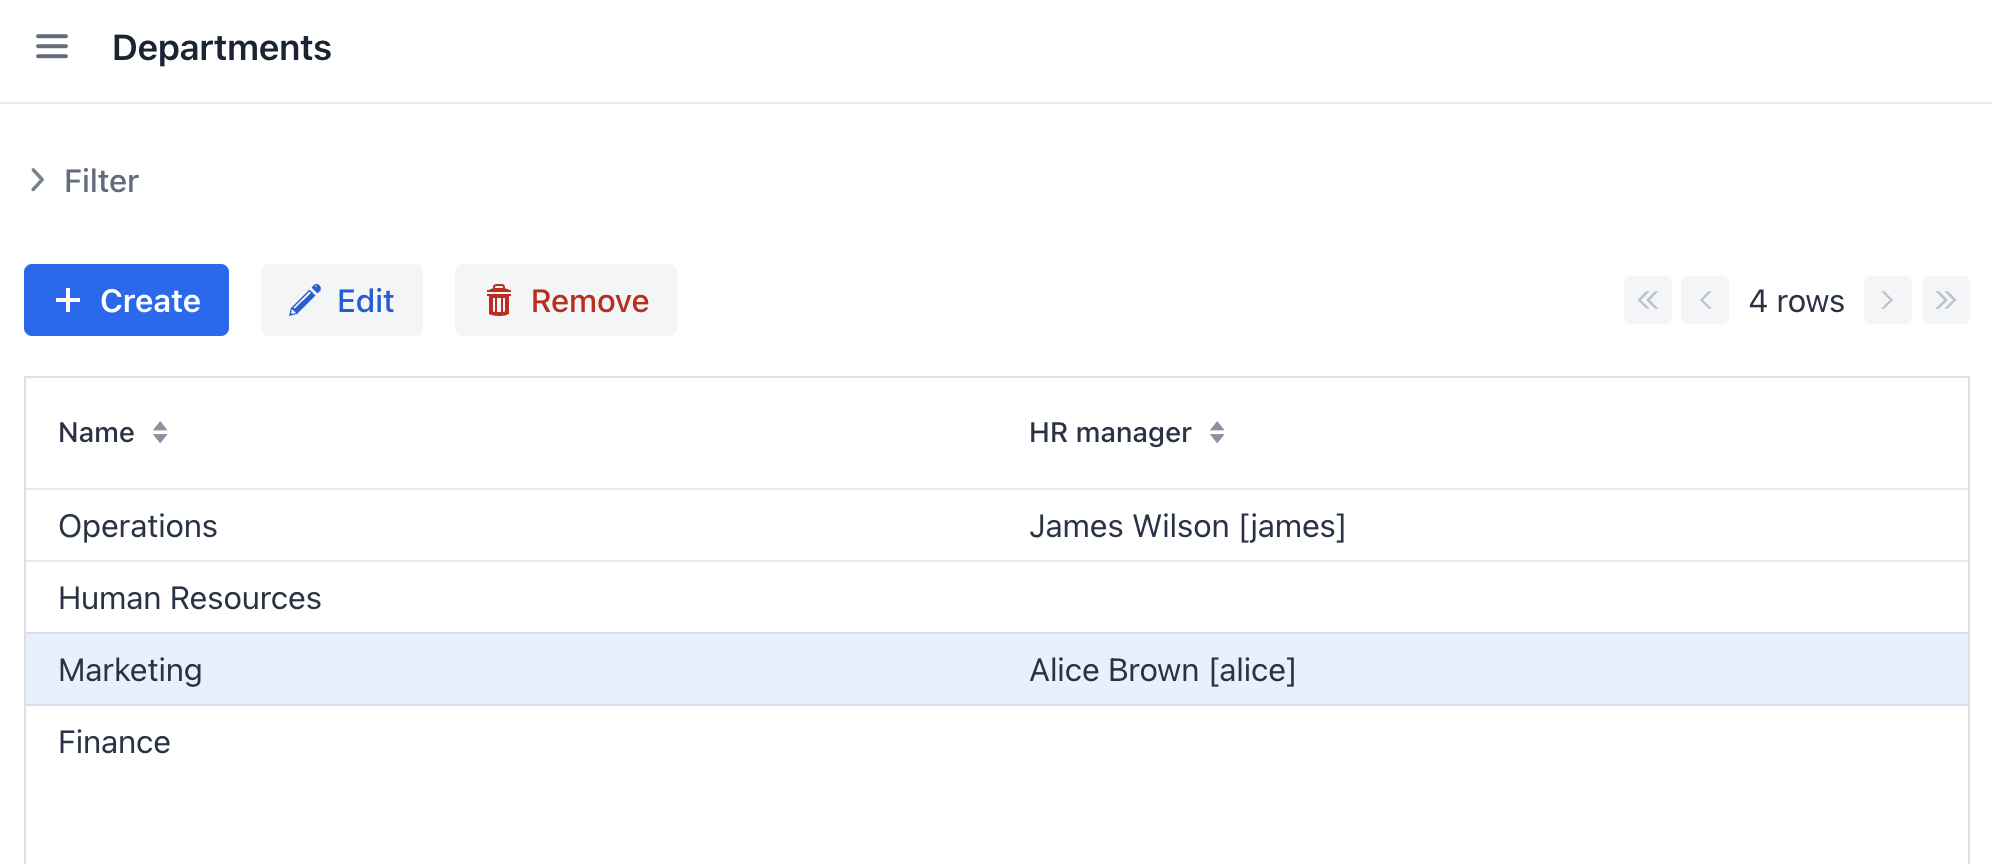 Departments
Filter
Create Edit Remove 4 rows
Name HR manager
Operations James Wilson [james]
Human Resources
Marketing Alice Brown [alice]
Finance